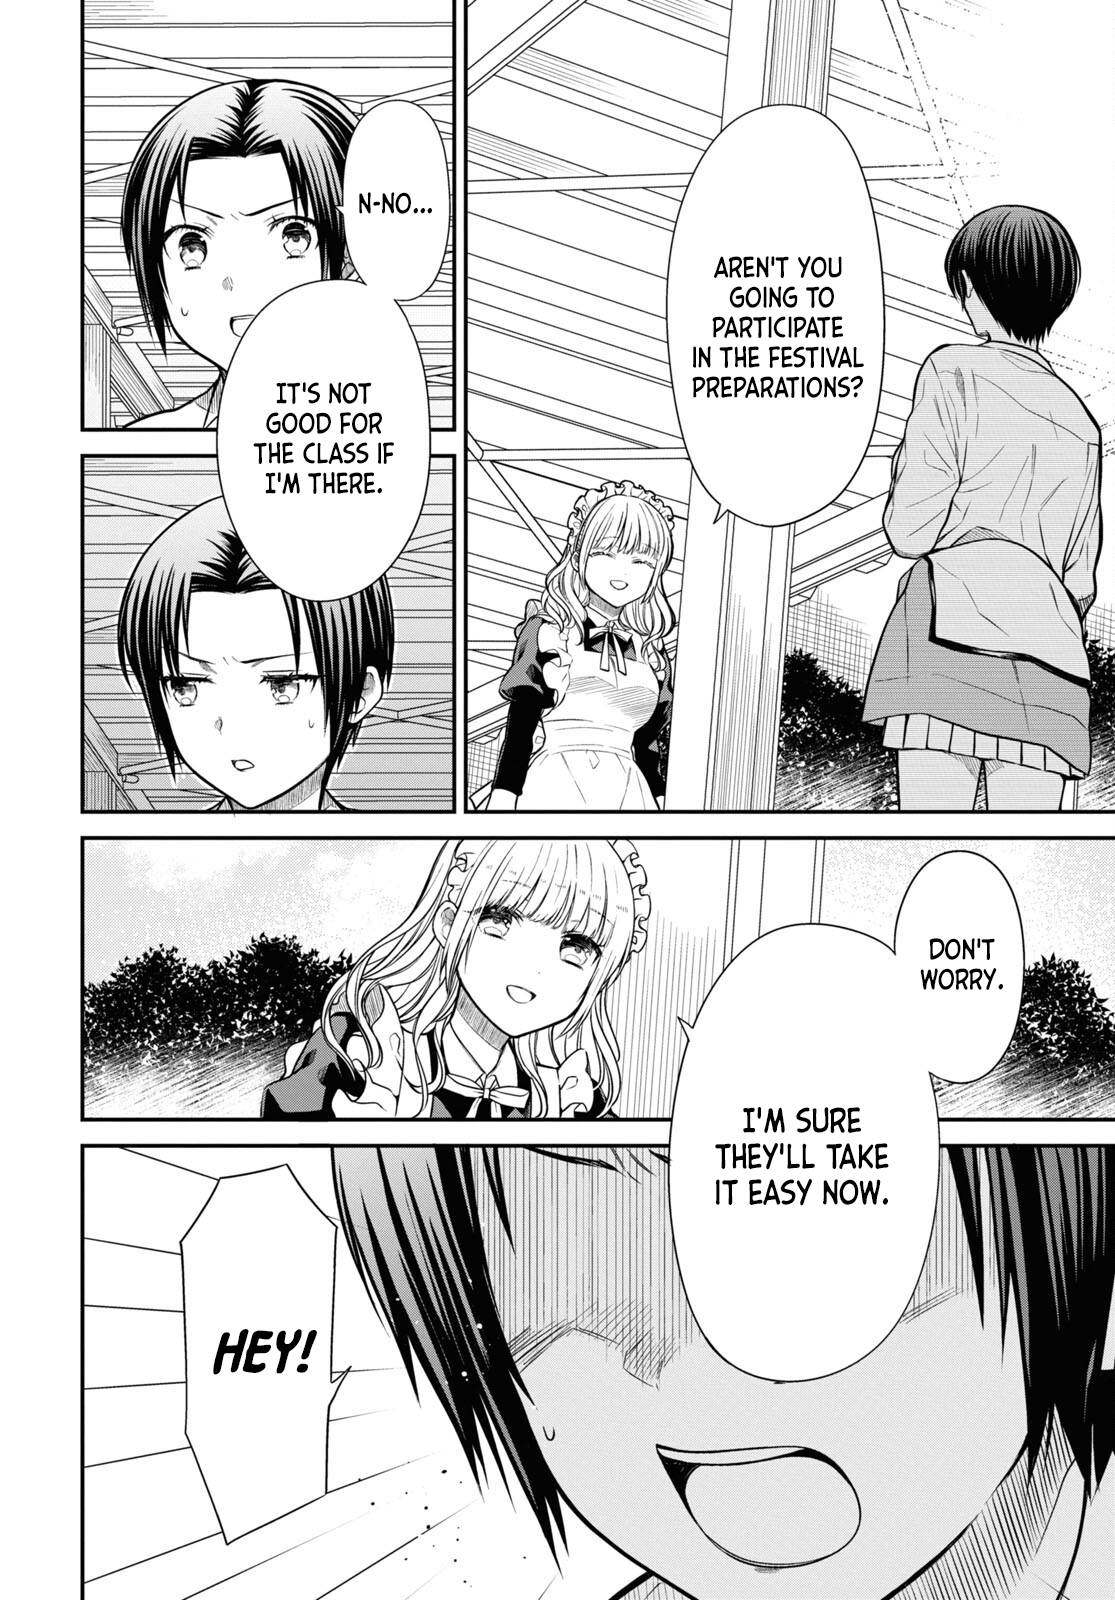 AREN'T YOU
GOING TO
PARTICIPATE
IN THE FESTIVAL
PREPARATIONS?
N-NO...
IT'S NOT
GOOD FOR
THE CLASS IF
I'M THERE.
DON'T
WORRY.
I'M SURE
THEY'LL TAKE
IT EASY NOW.
HEY!